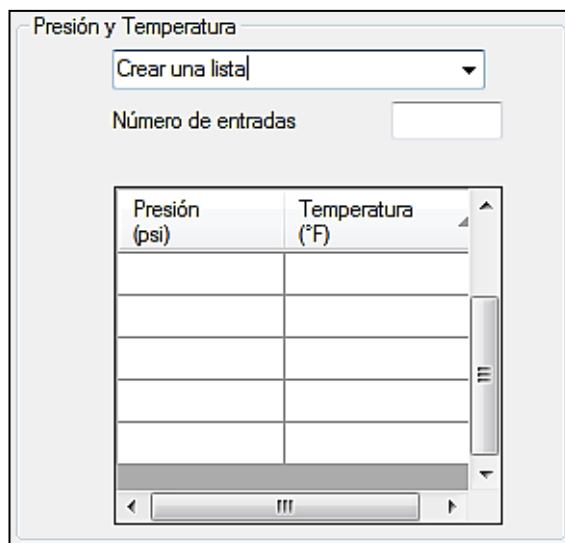 Presión y Temperatura
Crear una lista
Número de entradas
Presión Temperatura
(psi) (°F)